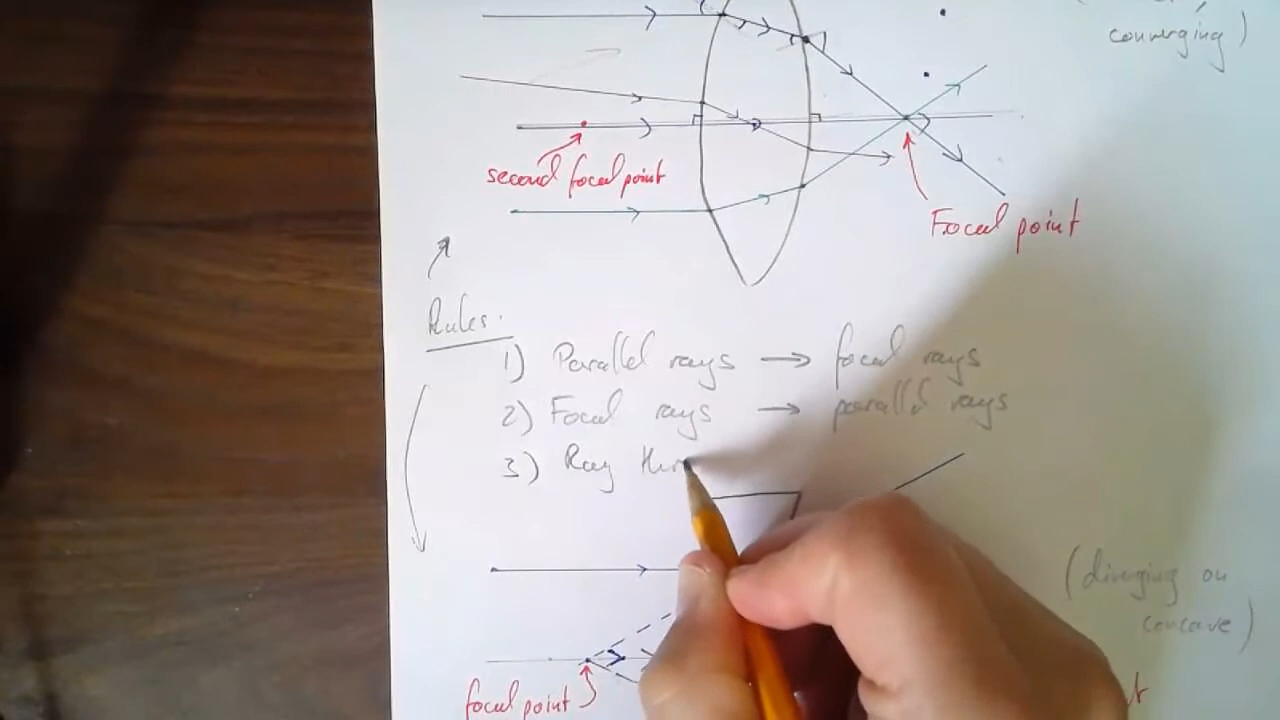 converging)
second focal point
Focal point
Rules.
1) Parallel rays → focal rays
2) Focal rays → parallel rays
3) Ray thr
(diverging or
concave)
focal point